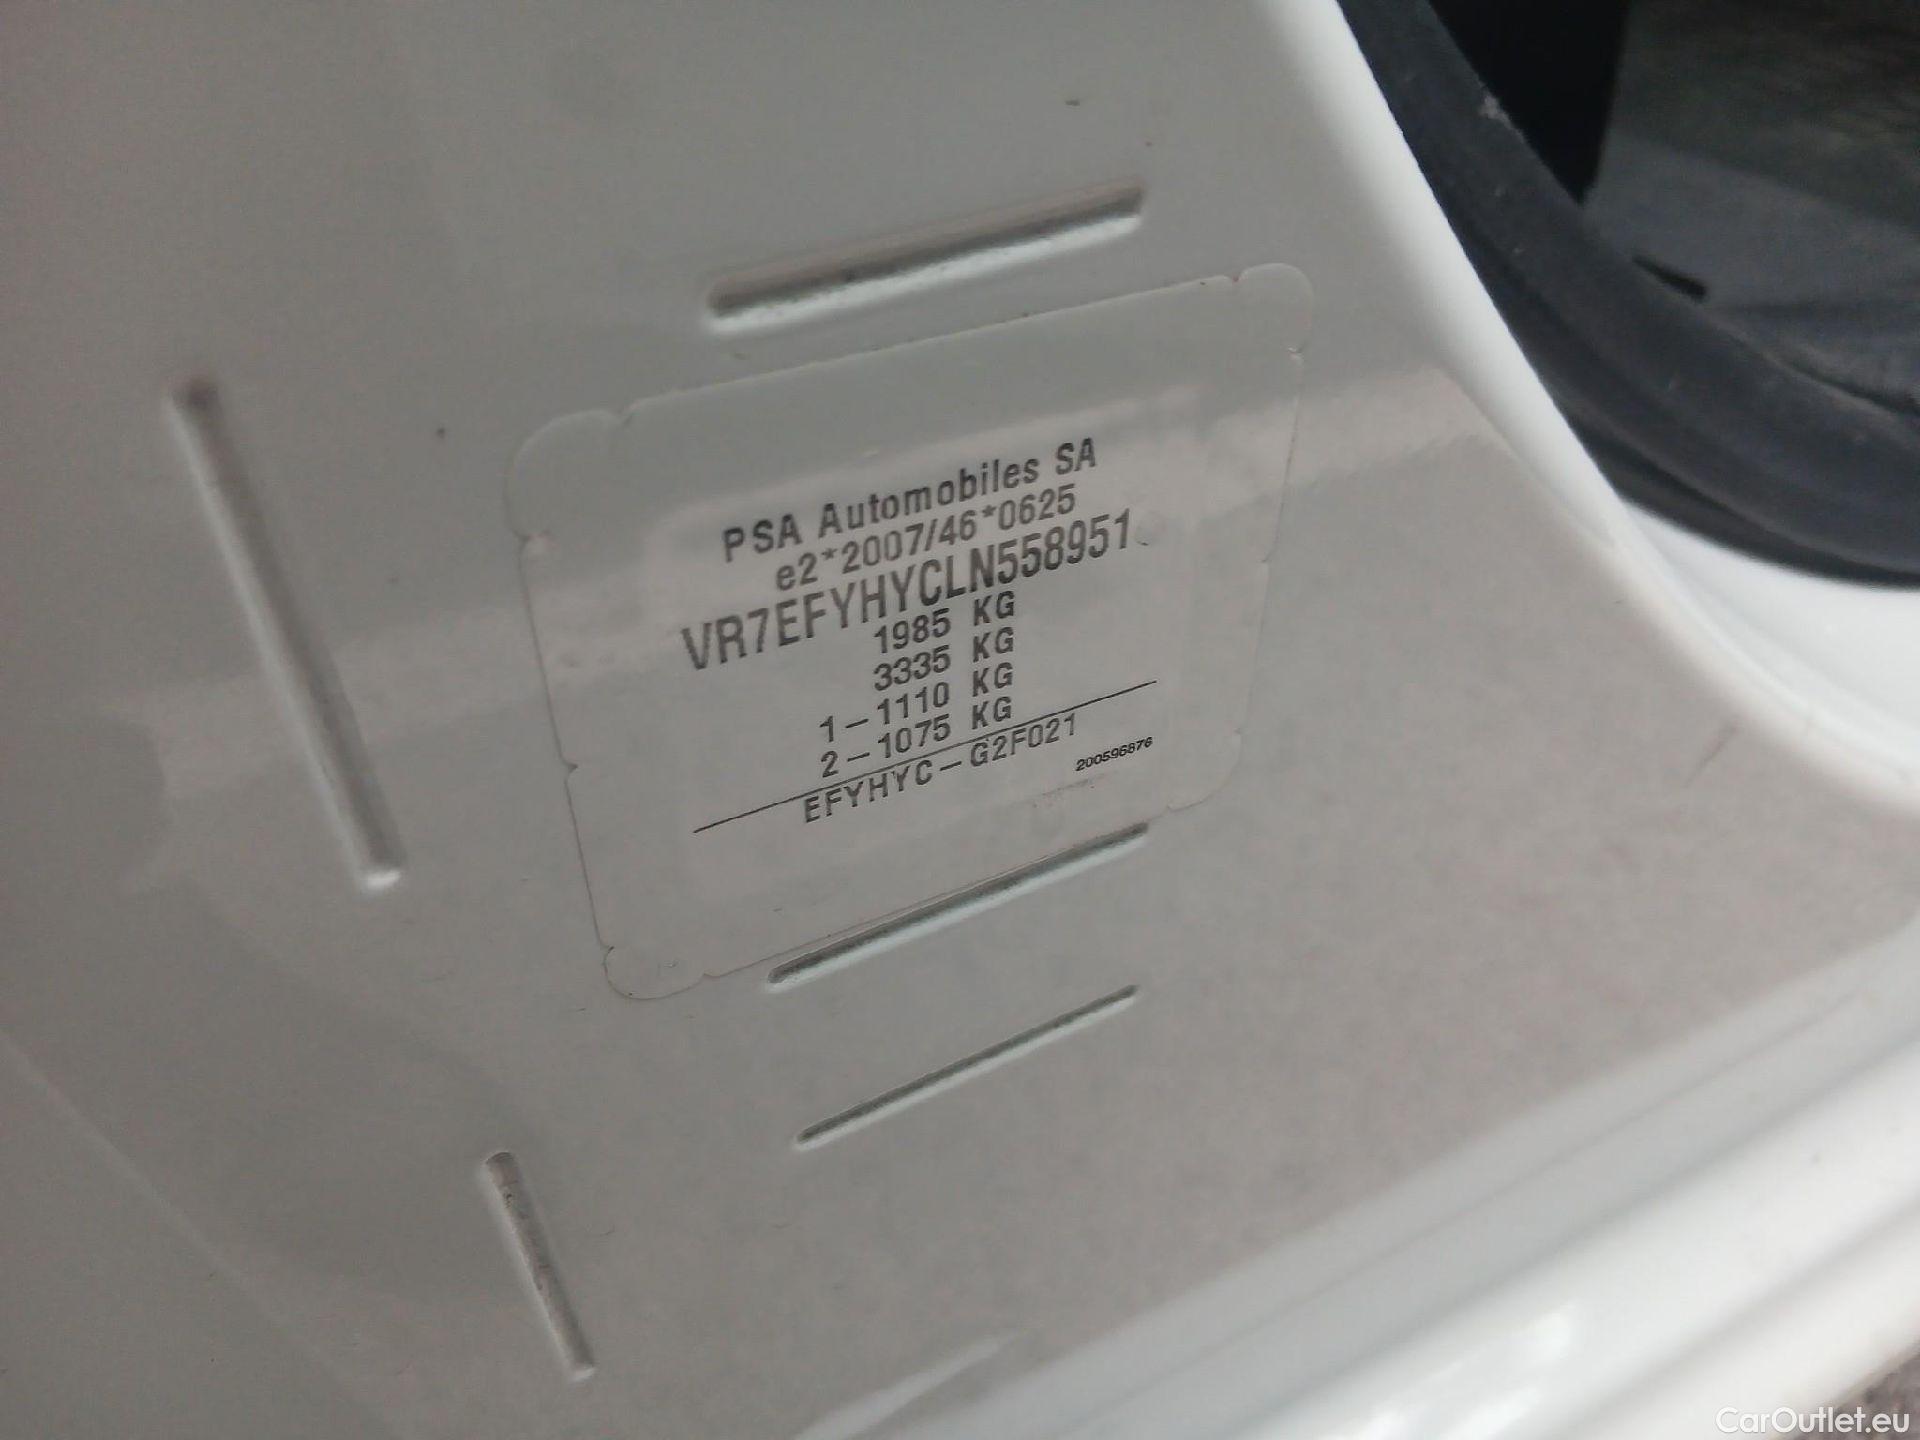 PSA Automobiles SA
e2*2007/46*0625
VR7EFYHYCLN558951
1985 KG
3335 KG
1-1110 KG
2-1075 KG
EFYHYC-G2F021
200596876
CarOutlet.eu